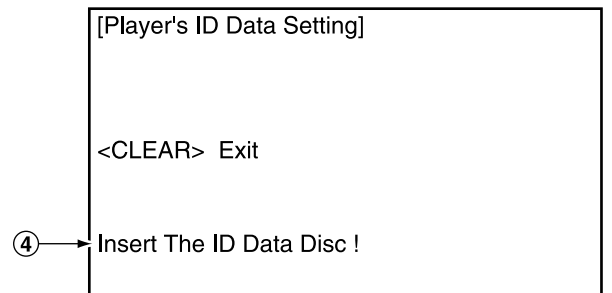 [Player's ID Data Setting]
<CLEAR> Exit
④ Insert The ID Data Disc !